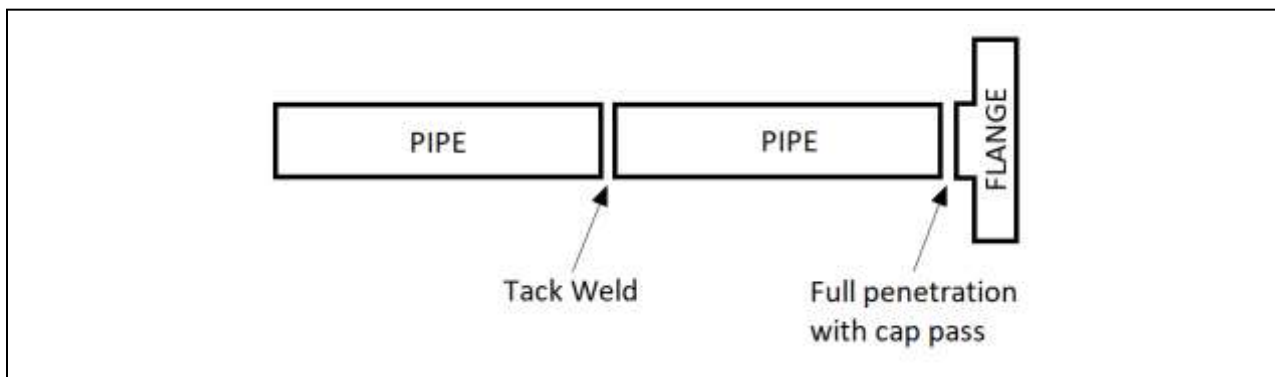 PIPE
PIPE
FLANGE
Tack Weld
Full penetration
with cap pass